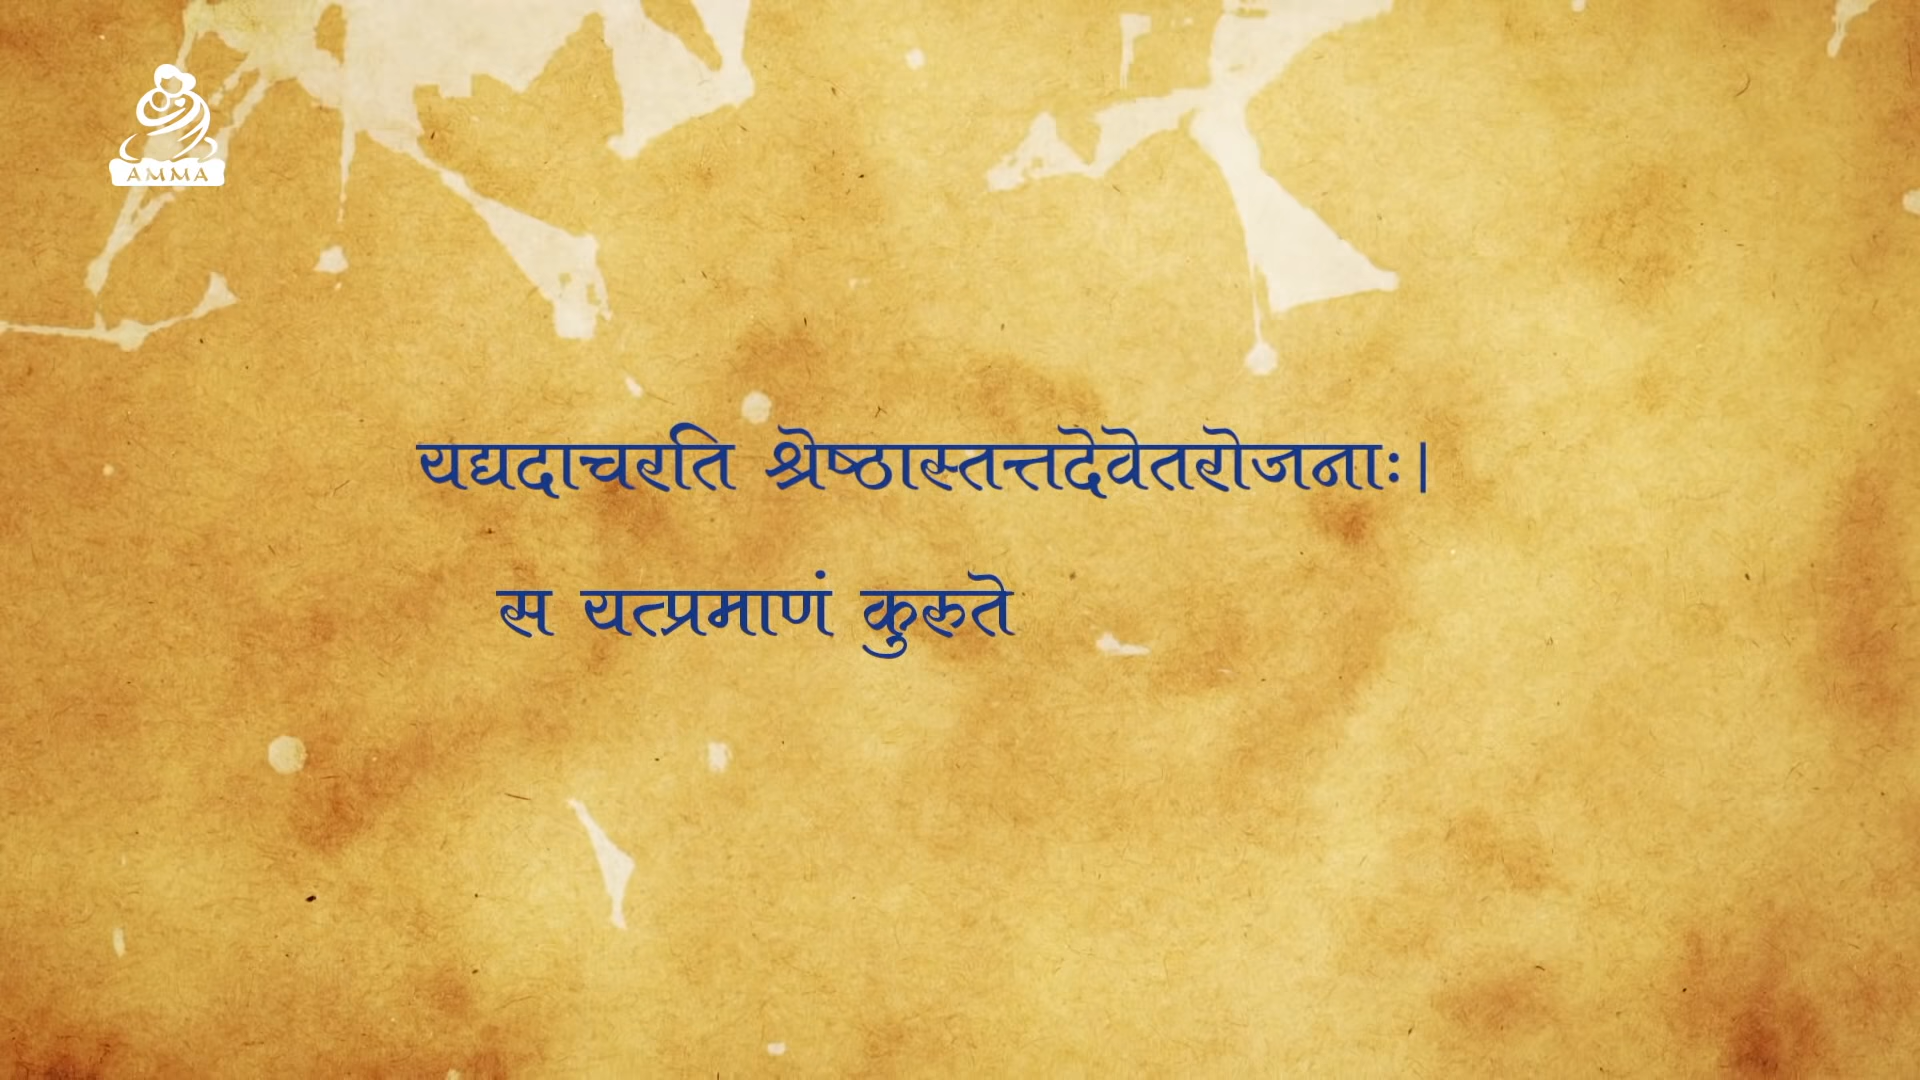 AMMA
यद्यदाचरति श्रेष्ठास्तत्तदेवेतरोजनाः।
स यत्प्रमाणं कुरुते